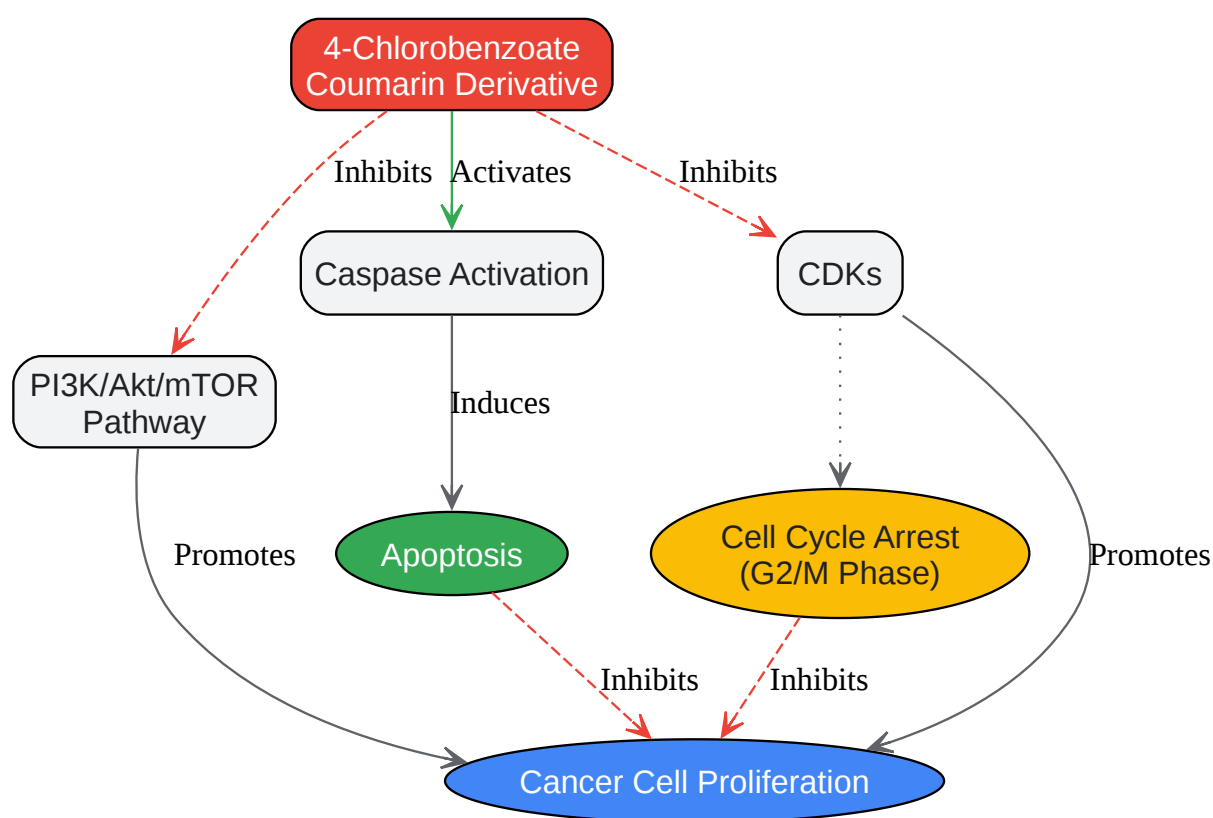 4-Chlorobenzoate
Coumarin Derivative
Inhibits
Activates
Inhibits
Caspase Activation
CDKs
PI3K/Akt/mTOR
Pathway
Induces
Promotes
Apoptosis
Cell Cycle Arrest
(G2/M Phase)
Promotes
Inhibits
Inhibits
Cancer Cell Proliferation